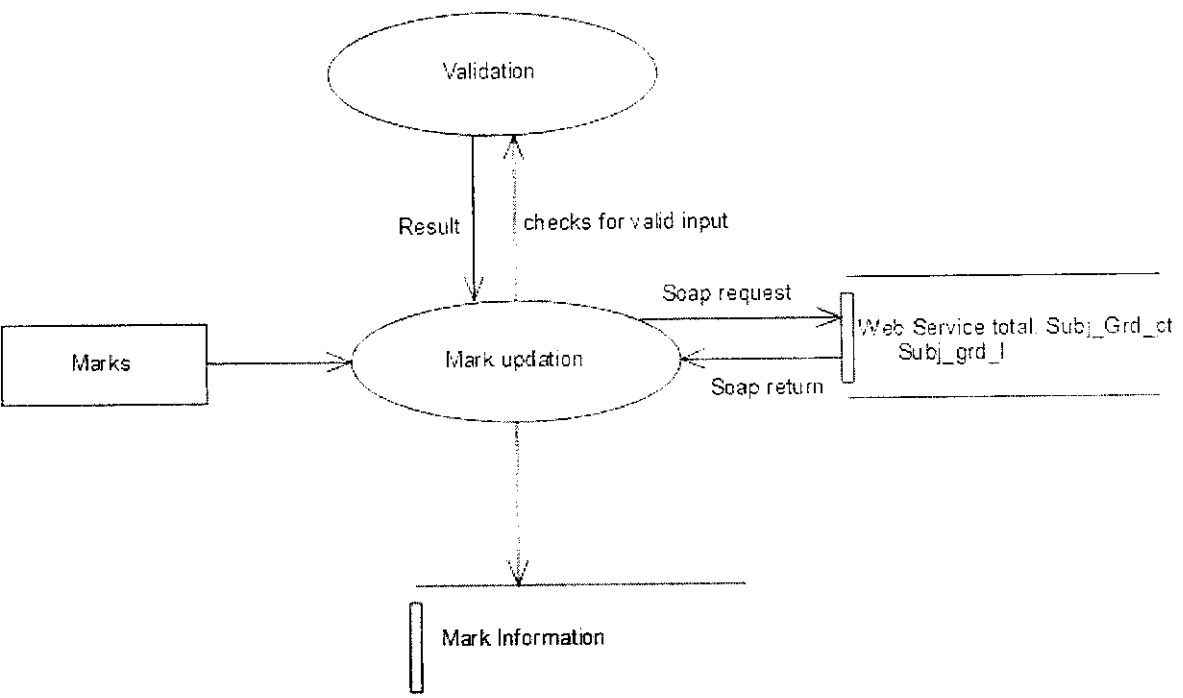 Validation
Result
checks for valid input
Soap request
Web Service total. Subj_Grd_ct
Subj_grd_l
Marks
Mark updation
Soap return
Mark Information